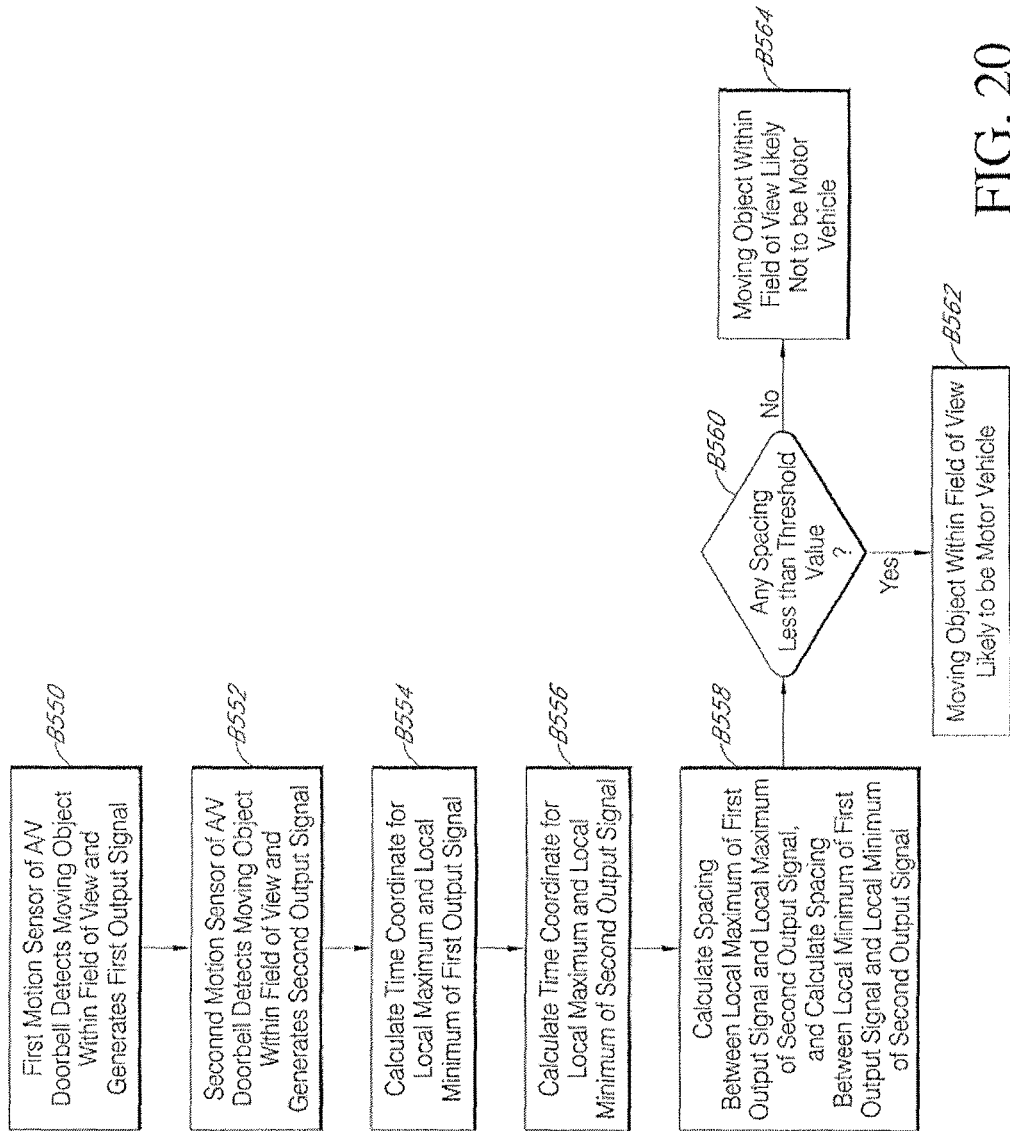 B550
First Motion Sensor of A/V
Doorbell Detects Moving Object
Within Field of View and
Generates First Output Signal
B552
Seconnd Motion Sensor of A/V
Doorbell Detects Moving Object
Within Field of View and
Generates Second Output Signal
B554
Calculate Time Coordinate for
Local Maximum and Local
Minimum of First Output Signal
B556
Calculate Time Coordinate for
Local Maximum and Local
Minimum of Second Output Signal
B558
Calculate Spacing
Between Local Maximum of First
Output Signal and Local Maximum
of Second Output Signal,
and Calculate Spacing
Between Local Minimum of First
Output Signal and Local Minimum
of Second Output Signal
B560
Any Spacing
Less than Threshold
Value
?
No
Yes
B564
Moving Object Within
Field of View Likely
Not to be Motor
Vehicle
B562
Moving Object Within Field of View
Likely to be Motor Vehicle
FIG. 20